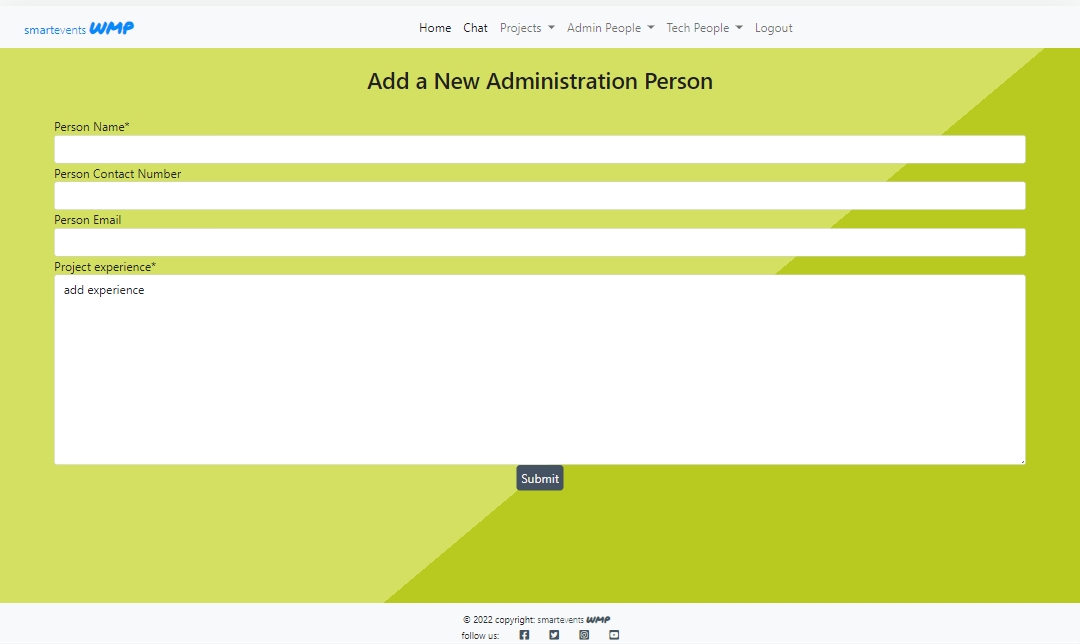 smartevents WMP
Home Chat Projects Admin People Tech People Logout
Add a New Administration Person
Person Name*
Person Contact Number
Person Email
Project experience*
add experience
Submit
© 2022 copyright: smartevents WMP
follow us: